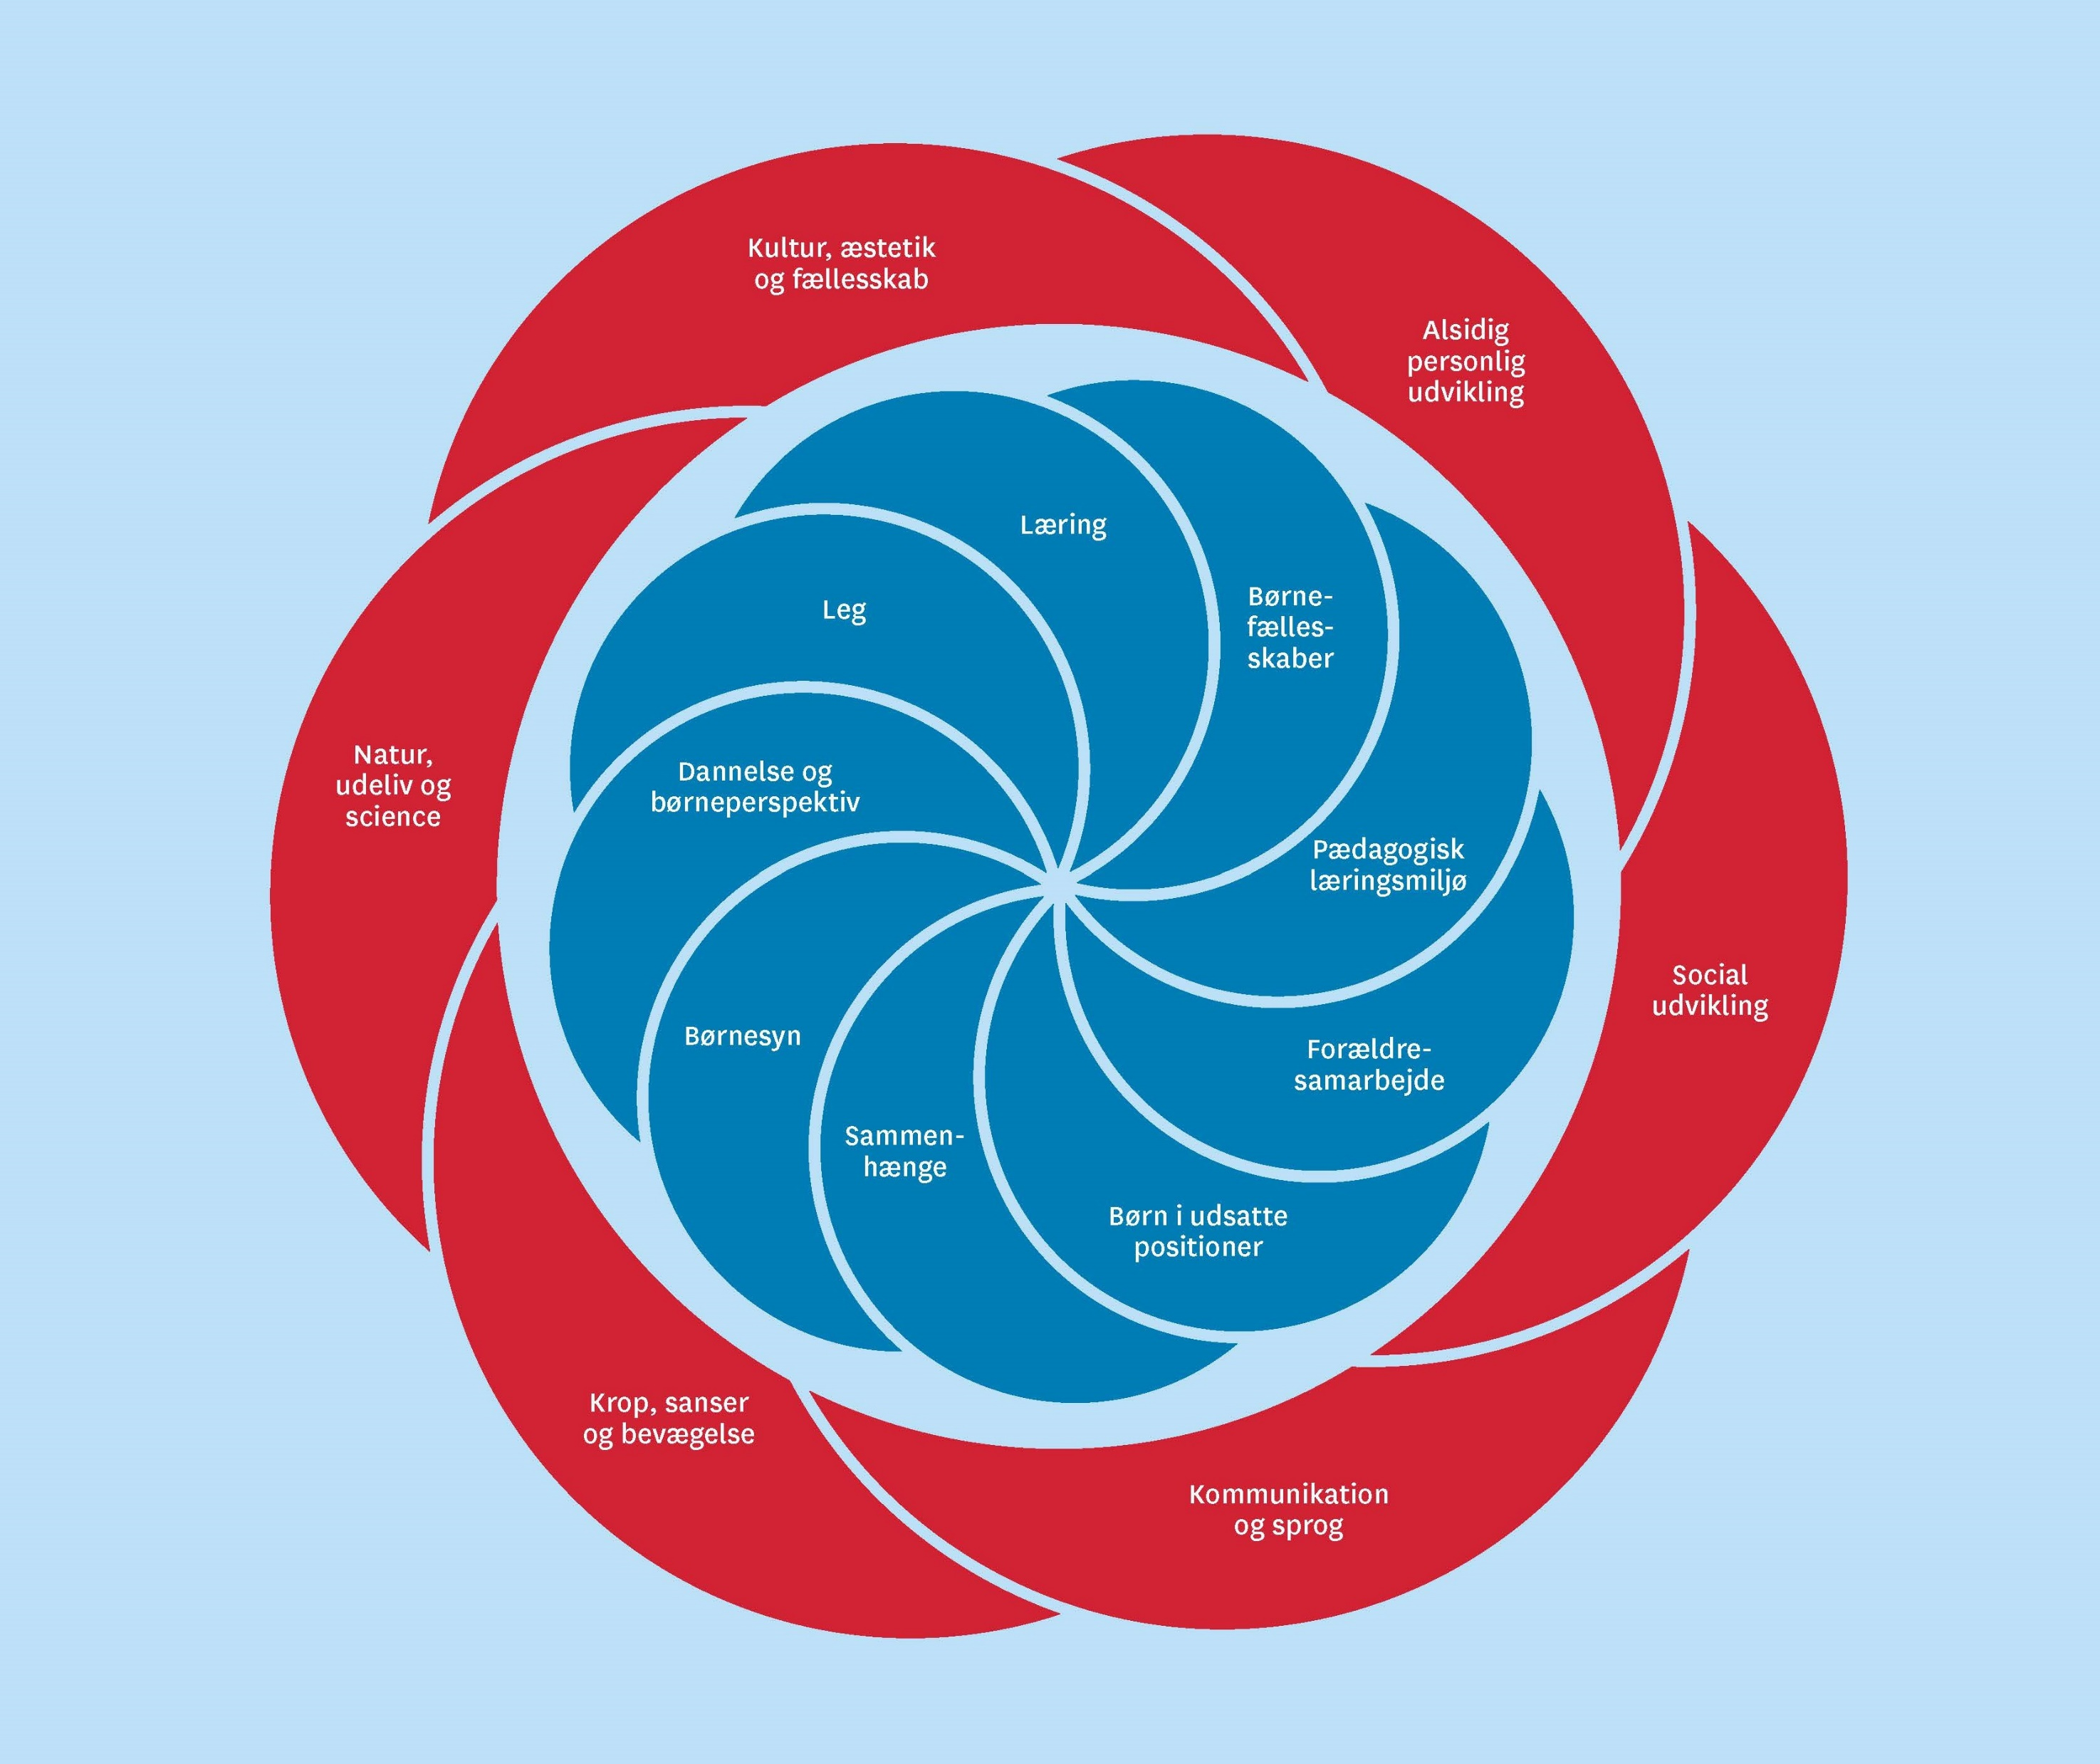 Kultur, æstetik
og fællesskab
Alsidig
personlig
udvikling
Læring
Leg
Børne-
fælles-
skaber
Natur,
udeliv og
science
Dannelse og
børneperspektiv
Pædagogisk
læringsmiljø
Social
udvikling
Børnesyn
Forældre-
samarbejde
Sammen-
hænge
Børn i udsatte
positioner
Krop, sanser
og bevægelse
Kommunikation
og sprog